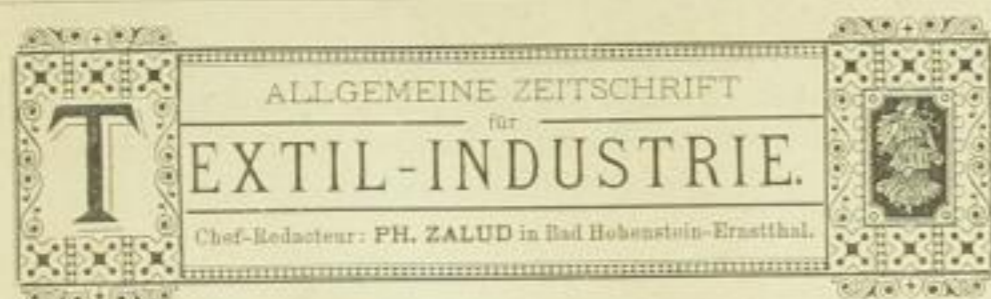 ALLGEMEINE ZEITSCHRIFT
für
TEXTIL-INDUSTRIE.
Chef-Redacteur: PH. ZALUD in Bad Hohenstein-Ernstthal.